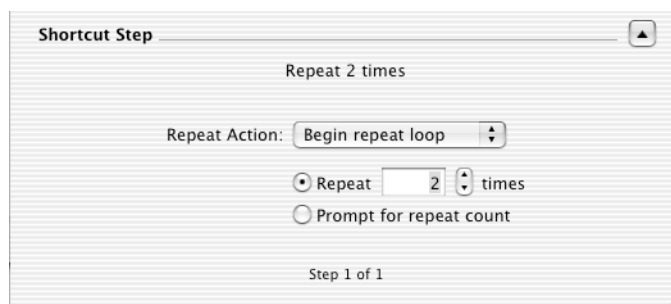 Shortcut Step
Repeat 2 times
Repeat Action: Begin repeat loop
Repeat 2 times
Prompt for repeat count
Step 1 of 1